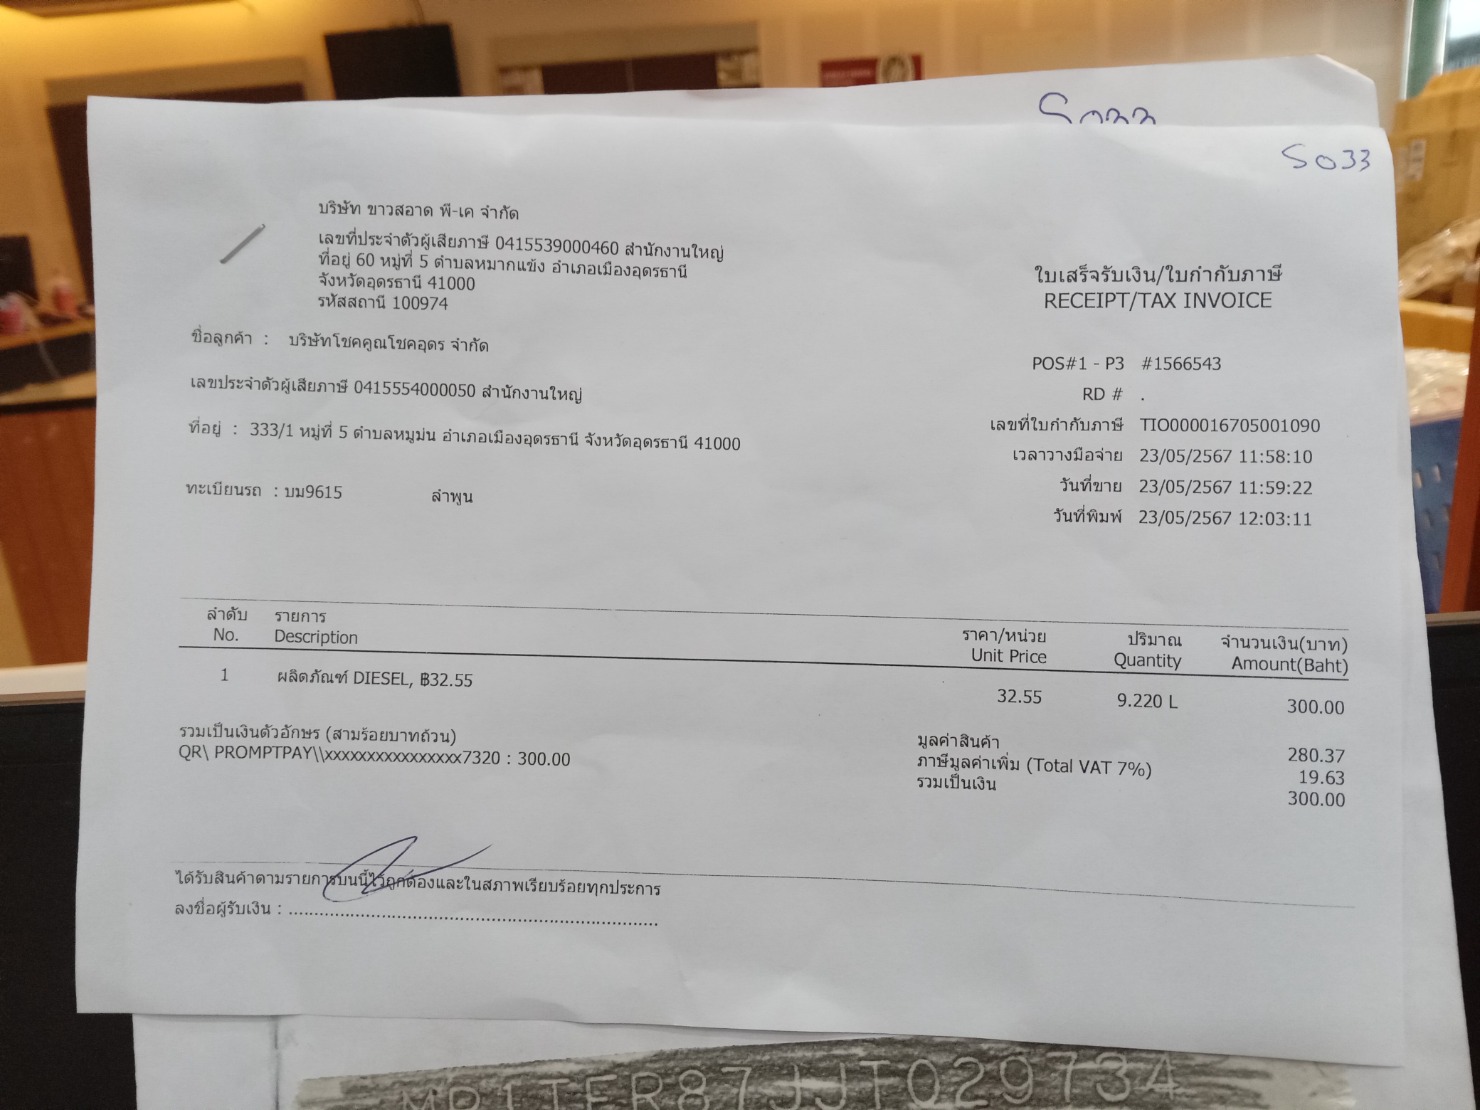 S033
บริษัท ขาวสอาด พี-เค จำกัด
เลขที่ประจำตัวผู้เสียภาษี 0415539000460 สำนักงานใหญ่
ที่อยู่ 60 หมู่ที่ 5 ตำบลหมากแข้ง อำเภอเมืองอุดรธานี
จังหวัดอุดรธานี 41000
รหัสสถานี 100974
ใบเสร็จรับเงิน/ใบกำกับภาษี
RECEIPT/TAX INVOICE
ชื่อลูกค้า : บริษัทโชคคูณโชคอุดร จำกัด
เลขประจำตัวผู้เสียภาษี 0415554000050 สำนักงานใหญ่
ที่อยู่ : 333/1 หมู่ที่ 5 ตำบลหมูม่น อำเภอเมืองอุดรธานี จังหวัดอุดรธานี 41000
ทะเบียนรถ : บม9615 ลำพูน
POS#1 - P3 #1566543
RD # .
เลขที่ใบกำกับภาษี TIO000016705001090
เวลาวางมือจ่าย 23/05/2567 11:58:10
วันที่ขาย 23/05/2567 11:59:22
วันที่พิมพ์ 23/05/2567 12:03:11
ลำดับ รายการ ราคา/หน่วย ปริมาณ จำนวนเงิน(บาท)
No. Description Unit Price Quantity Amount(Baht)
1 ผลิตภัณฑ์ DIESEL, ฿32.55 32.55 9.220 L 300.00
รวมเป็นเงินตัวอักษร (สามร้อยบาทถ้วน)
QR\ PROMPTPAY\\xxxxxxxxxxxxxxxx7320 : 300.00
มูลค่าสินค้า 280.37
ภาษีมูลค่าเพิ่ม (Total VAT 7%) 19.63
รวมเป็นเงิน 300.00
ได้รับสินค้าตามรายการบนนี้ไว้ถูกต้องและในสภาพเรียบร้อยทุกประการ
ลงชื่อผู้รับเงิน : ......................................................................
MR1TER87JJT029734